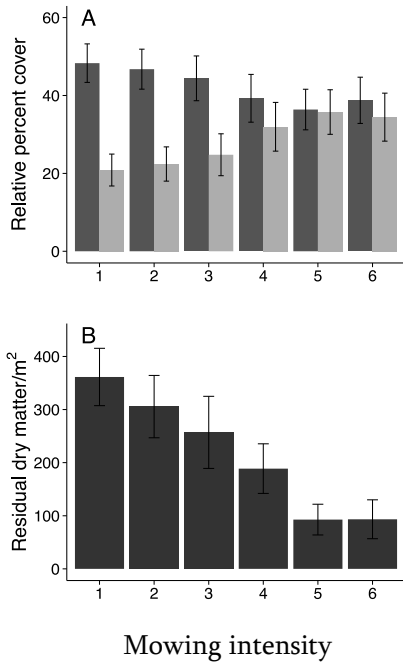 A
Relative percent cover
60
40
20
0
1 2 3 4 5 6
B
Residual dry matter/m²
400
300
200
100
0
1 2 3 4 5 6
Mowing intensity